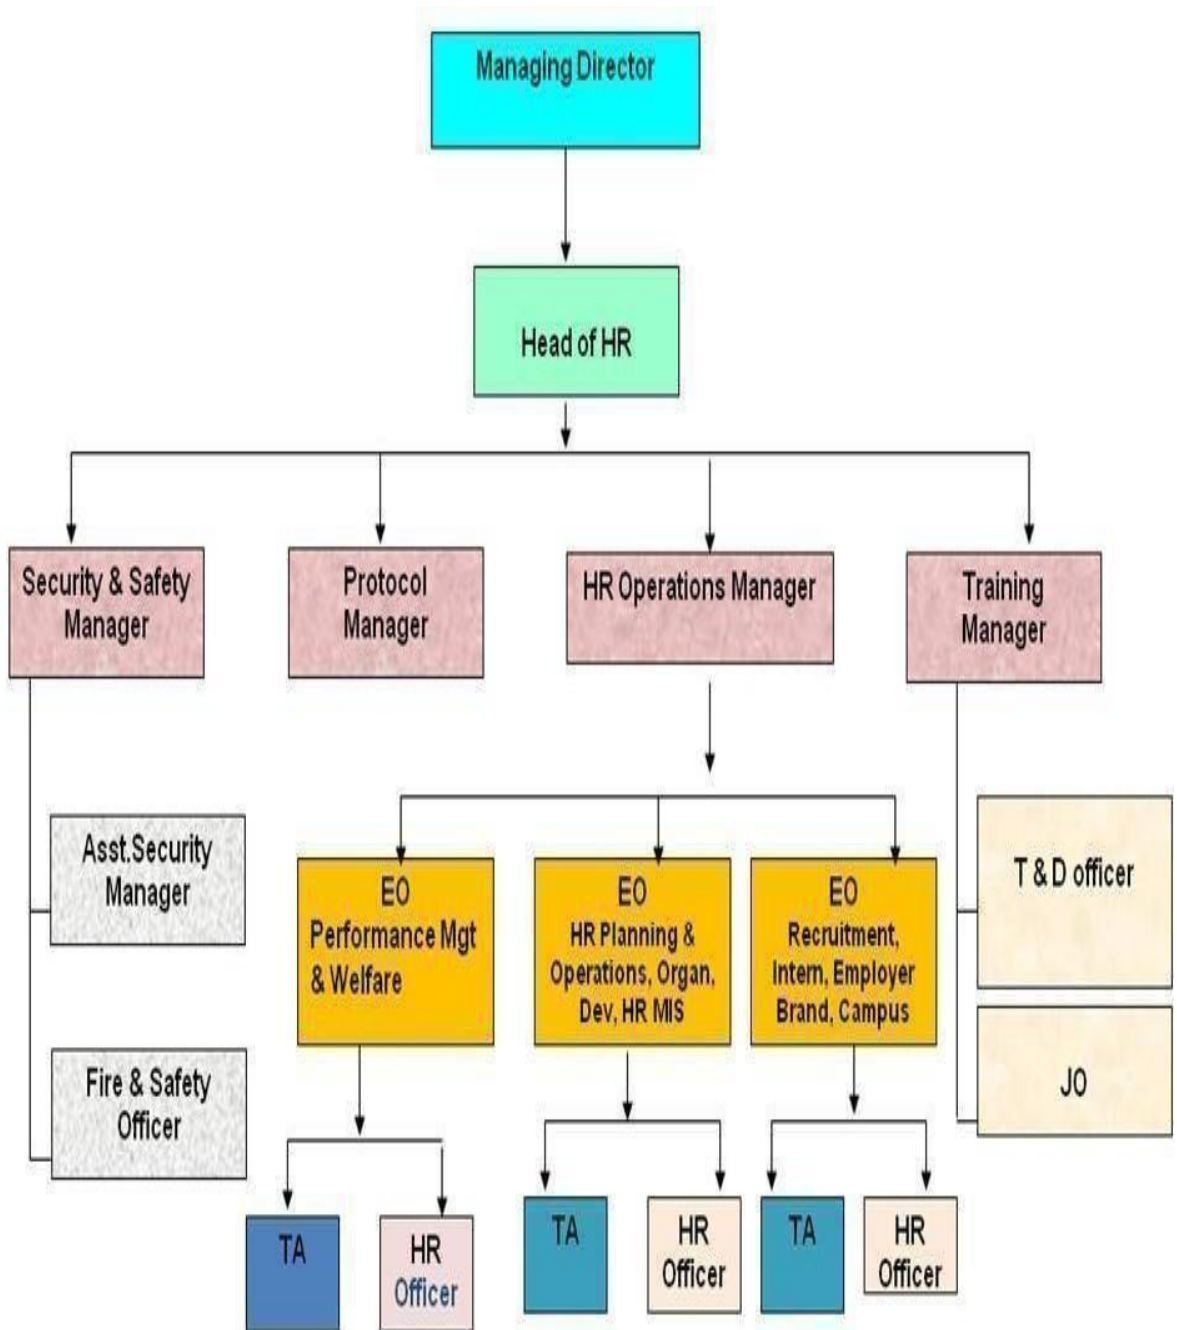 Managing Director
Head of HR
Security & Safety
Manager
Protocol
Manager
HR Operations Manager
Training
Manager
Asst.Security
Manager
Fire & Safety
Officer
EO
Performance Mgt
& Welfare
EO
HR Planning &
Operations, Organ,
Dev, HR MIS
EO
Recruitment,
Intern, Employer
Brand, Campus
T & D officer
JO
TA
HR
Officer
TA
HR
Officer
TA
HR
Officer